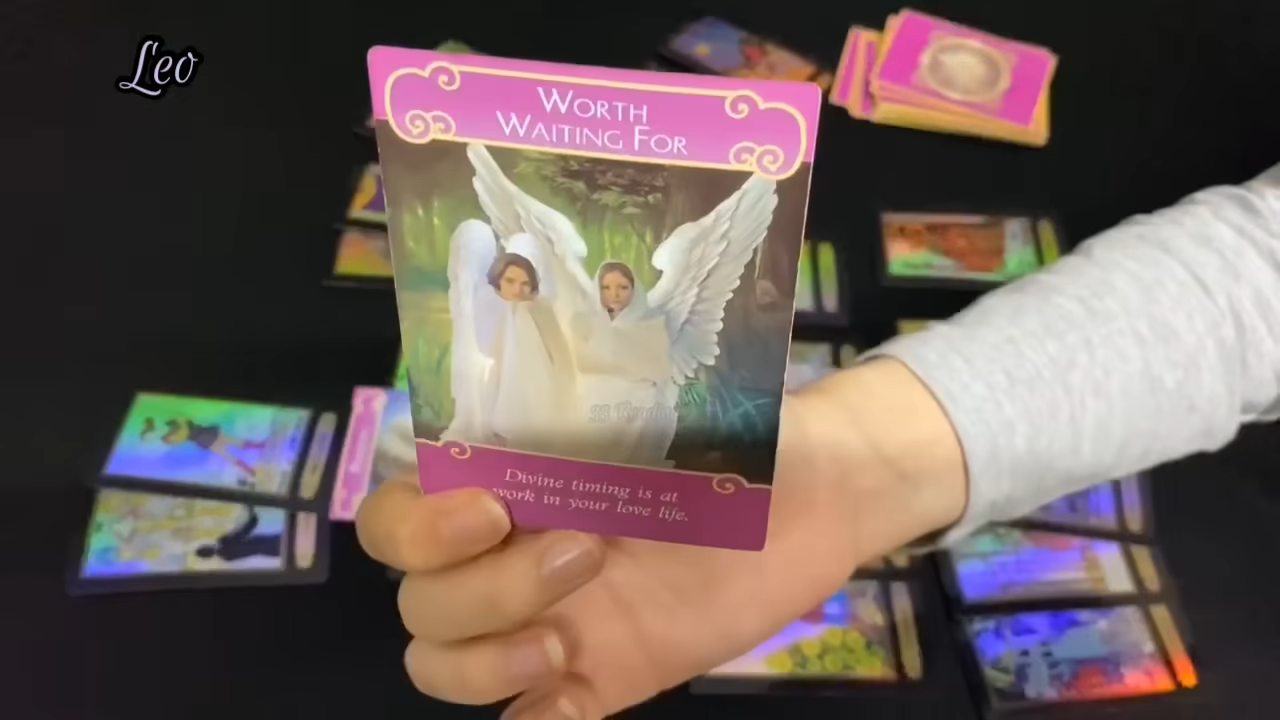 Leo
WORTH
WAITING FOR
Divine timing is at
work in your love life.